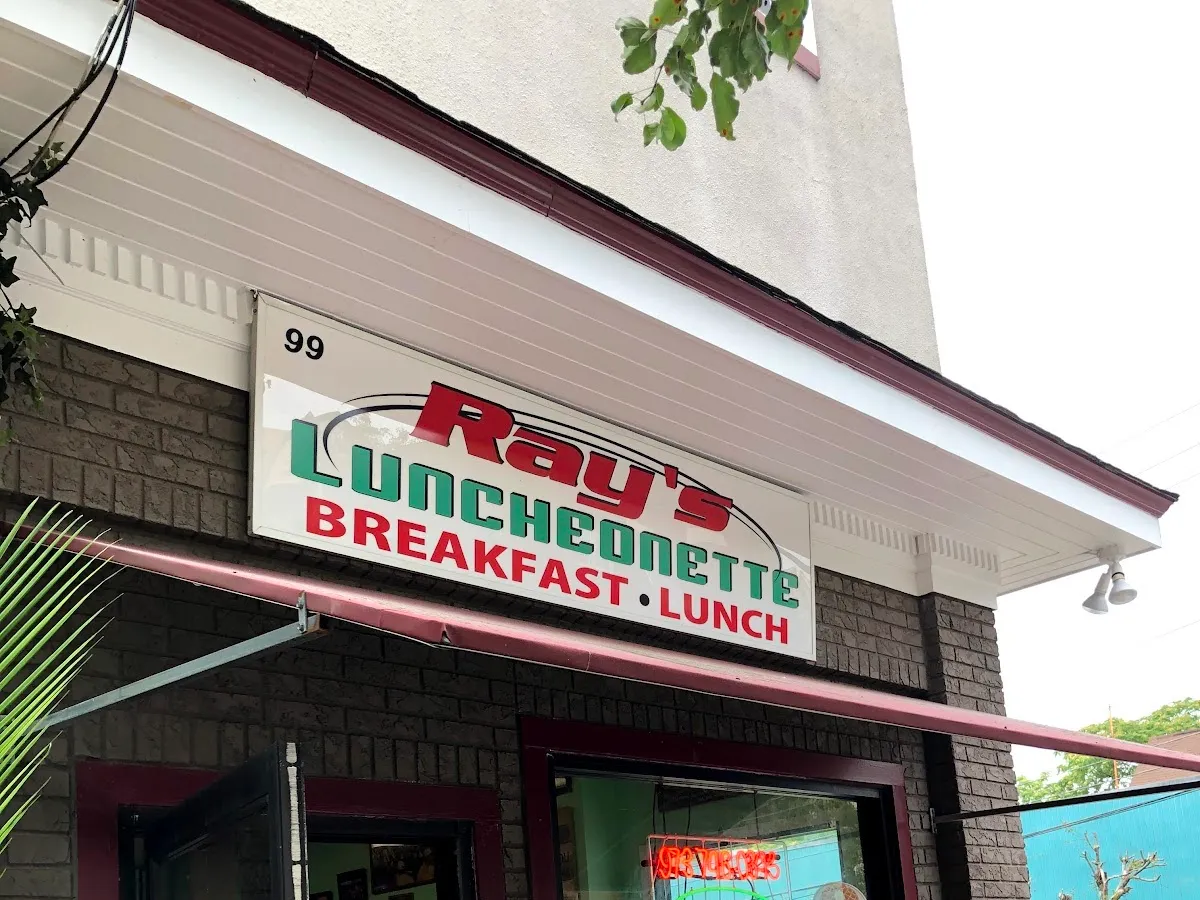 99
Ray's
LUNCHEONETTE
BREAKFAST • LUNCH